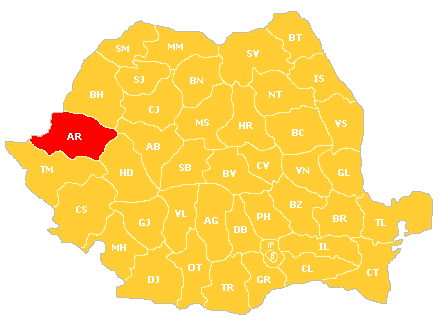 BT
SM
MM
SV
SJ
BN
IS
BH
NT
CJ
MS
HR
VS
BC
AR
AB
TM
HD
SB
BV
CV
VN
GL
CS
GJ
VL
AG
DB
PH
BZ
BR
TL
MH
IF
IL
B
DJ
OT
TR
GR
CL
CT